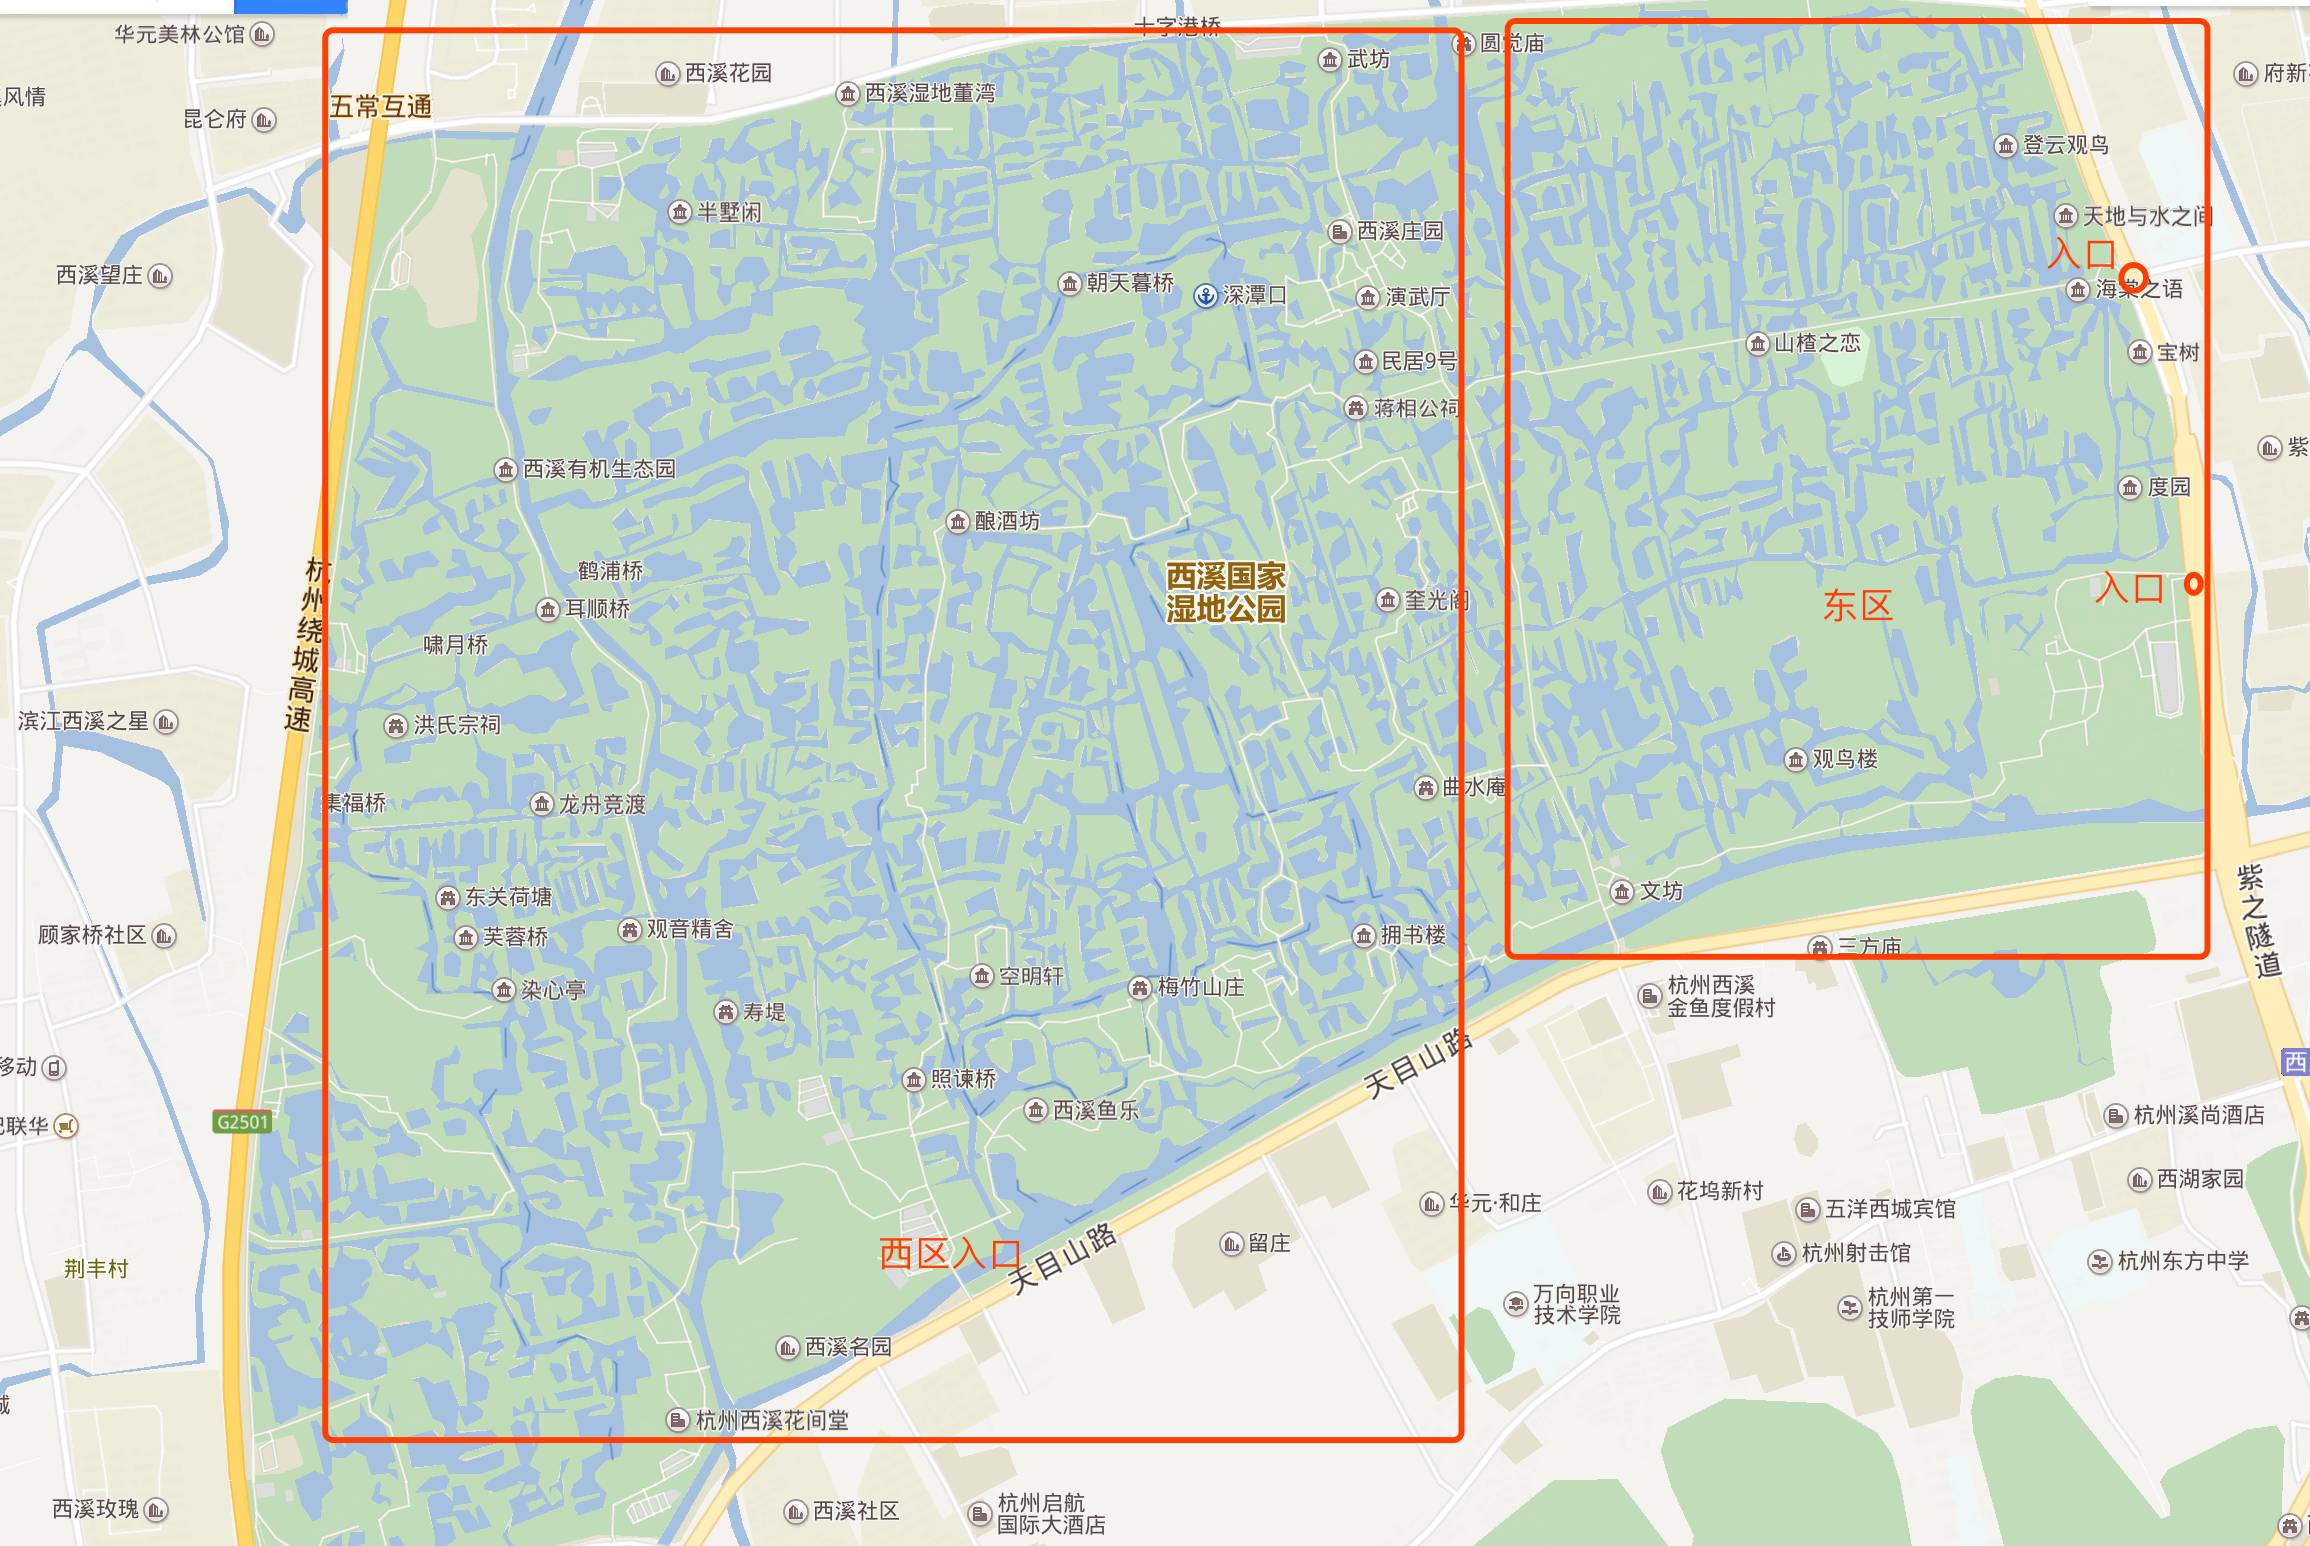 十字港桥
华元美林公馆
圆觉庙
武坊
西溪花园
府新
风情
西溪湿地董湾
五常互通
昆仑府
登云观鸟
半墅闲
天地与水之间
西溪庄园
入口
西溪望庄
朝天暮桥
深潭口
演武厅
海棠之语
山楂之恋
宝树
民居9号
蒋相公祠
紫
西溪有机生态园
度园
酿酒坊
鹤浦桥
西溪国家
湿地公园
入口
耳顺桥
奎光阁
东区
啸月桥
杭州绕城高速
滨江西溪之星
洪氏宗祠
观鸟楼
曲水庵
集福桥
龙舟竞渡
文坊
东关荷塘
紫之隧道
顾家桥社区
芙蓉桥
观音精舍
拥书楼
三方庙
空明轩
染心亭
梅竹山庄
杭州西溪
金鱼度假村
寿堤
移动
天目山路
西
照谏桥
西溪鱼乐
G2501
联华
杭州溪尚酒店
西湖家园
花坞新村
华元·和庄
五洋西城宾馆
西区入口
天目山路
留庄
杭州射击馆
荆丰村
杭州东方中学
万向职业
技术学院
杭州第一
技师学院
西溪名园
城
杭州西溪花间堂
西溪玫瑰
西溪社区
杭州启航
国际大酒店